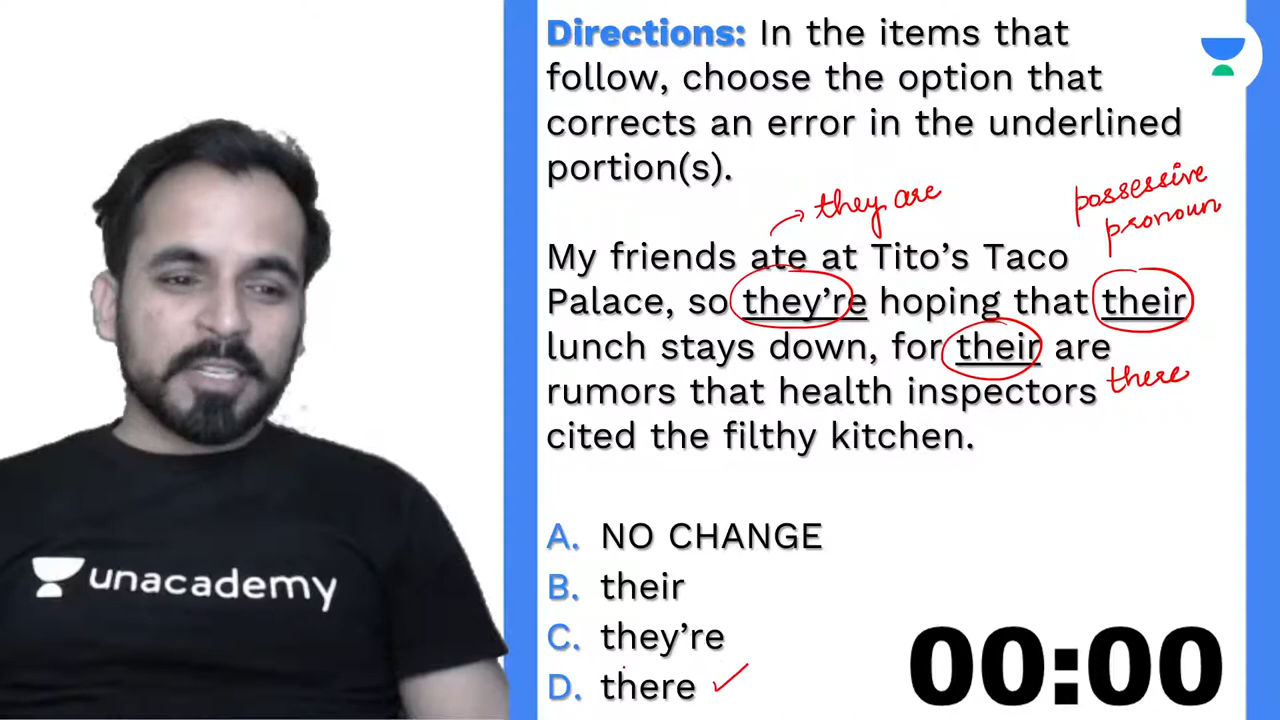 Directions: In the items that
follow, choose the option that
corrects an error in the underlined
portion(s).
they are
possessive
pronoun
My friends ate at Tito's Taco
Palace, so they're hoping that their
lunch stays down, for their are
there
rumors that health inspectors
cited the filthy kitchen.
A. NO CHANGE
B. their
C. they're
D. there
00:00
unacademy